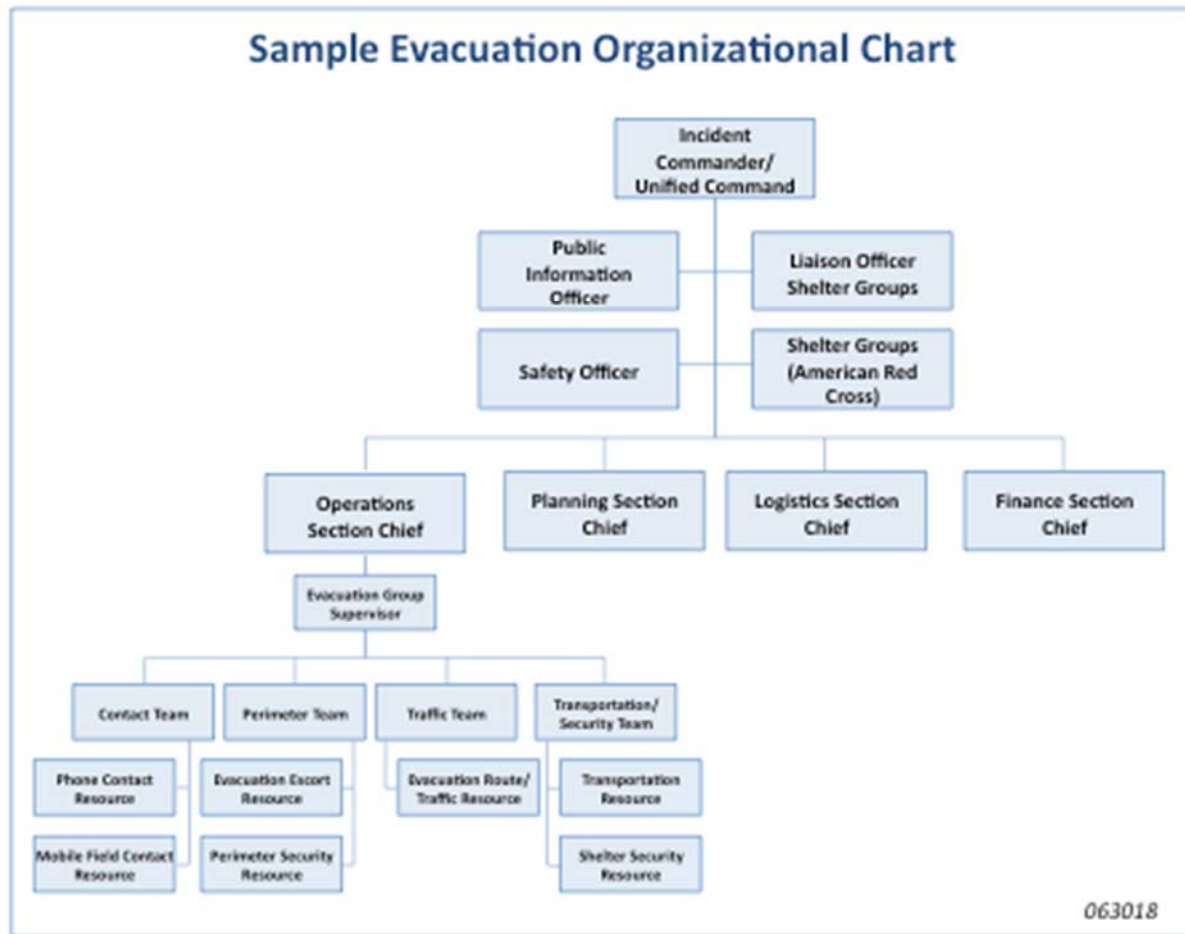 Sample Evacuation Organizational Chart
Incident
Commander/
Unified Command
Public
Information
Officer
Liaison Officer
Shelter Groups
Safety Officer
Shelter Groups
(American Red
Cross)
Operations
Section Chief
Planning Section
Chief
Logistics Section
Chief
Finance Section
Chief
Evacuation Group
Supervisor
Contact Team
Perimeter Team
Traffic Team
Transportation/
Security Team
Phone Contact
Resource
Evacuation Escort
Resource
Evacuation Route/
Traffic Resource
Transportation
Resource
Mobile Field Contact
Resource
Perimeter Security
Resource
Shelter Security
Resource
063018